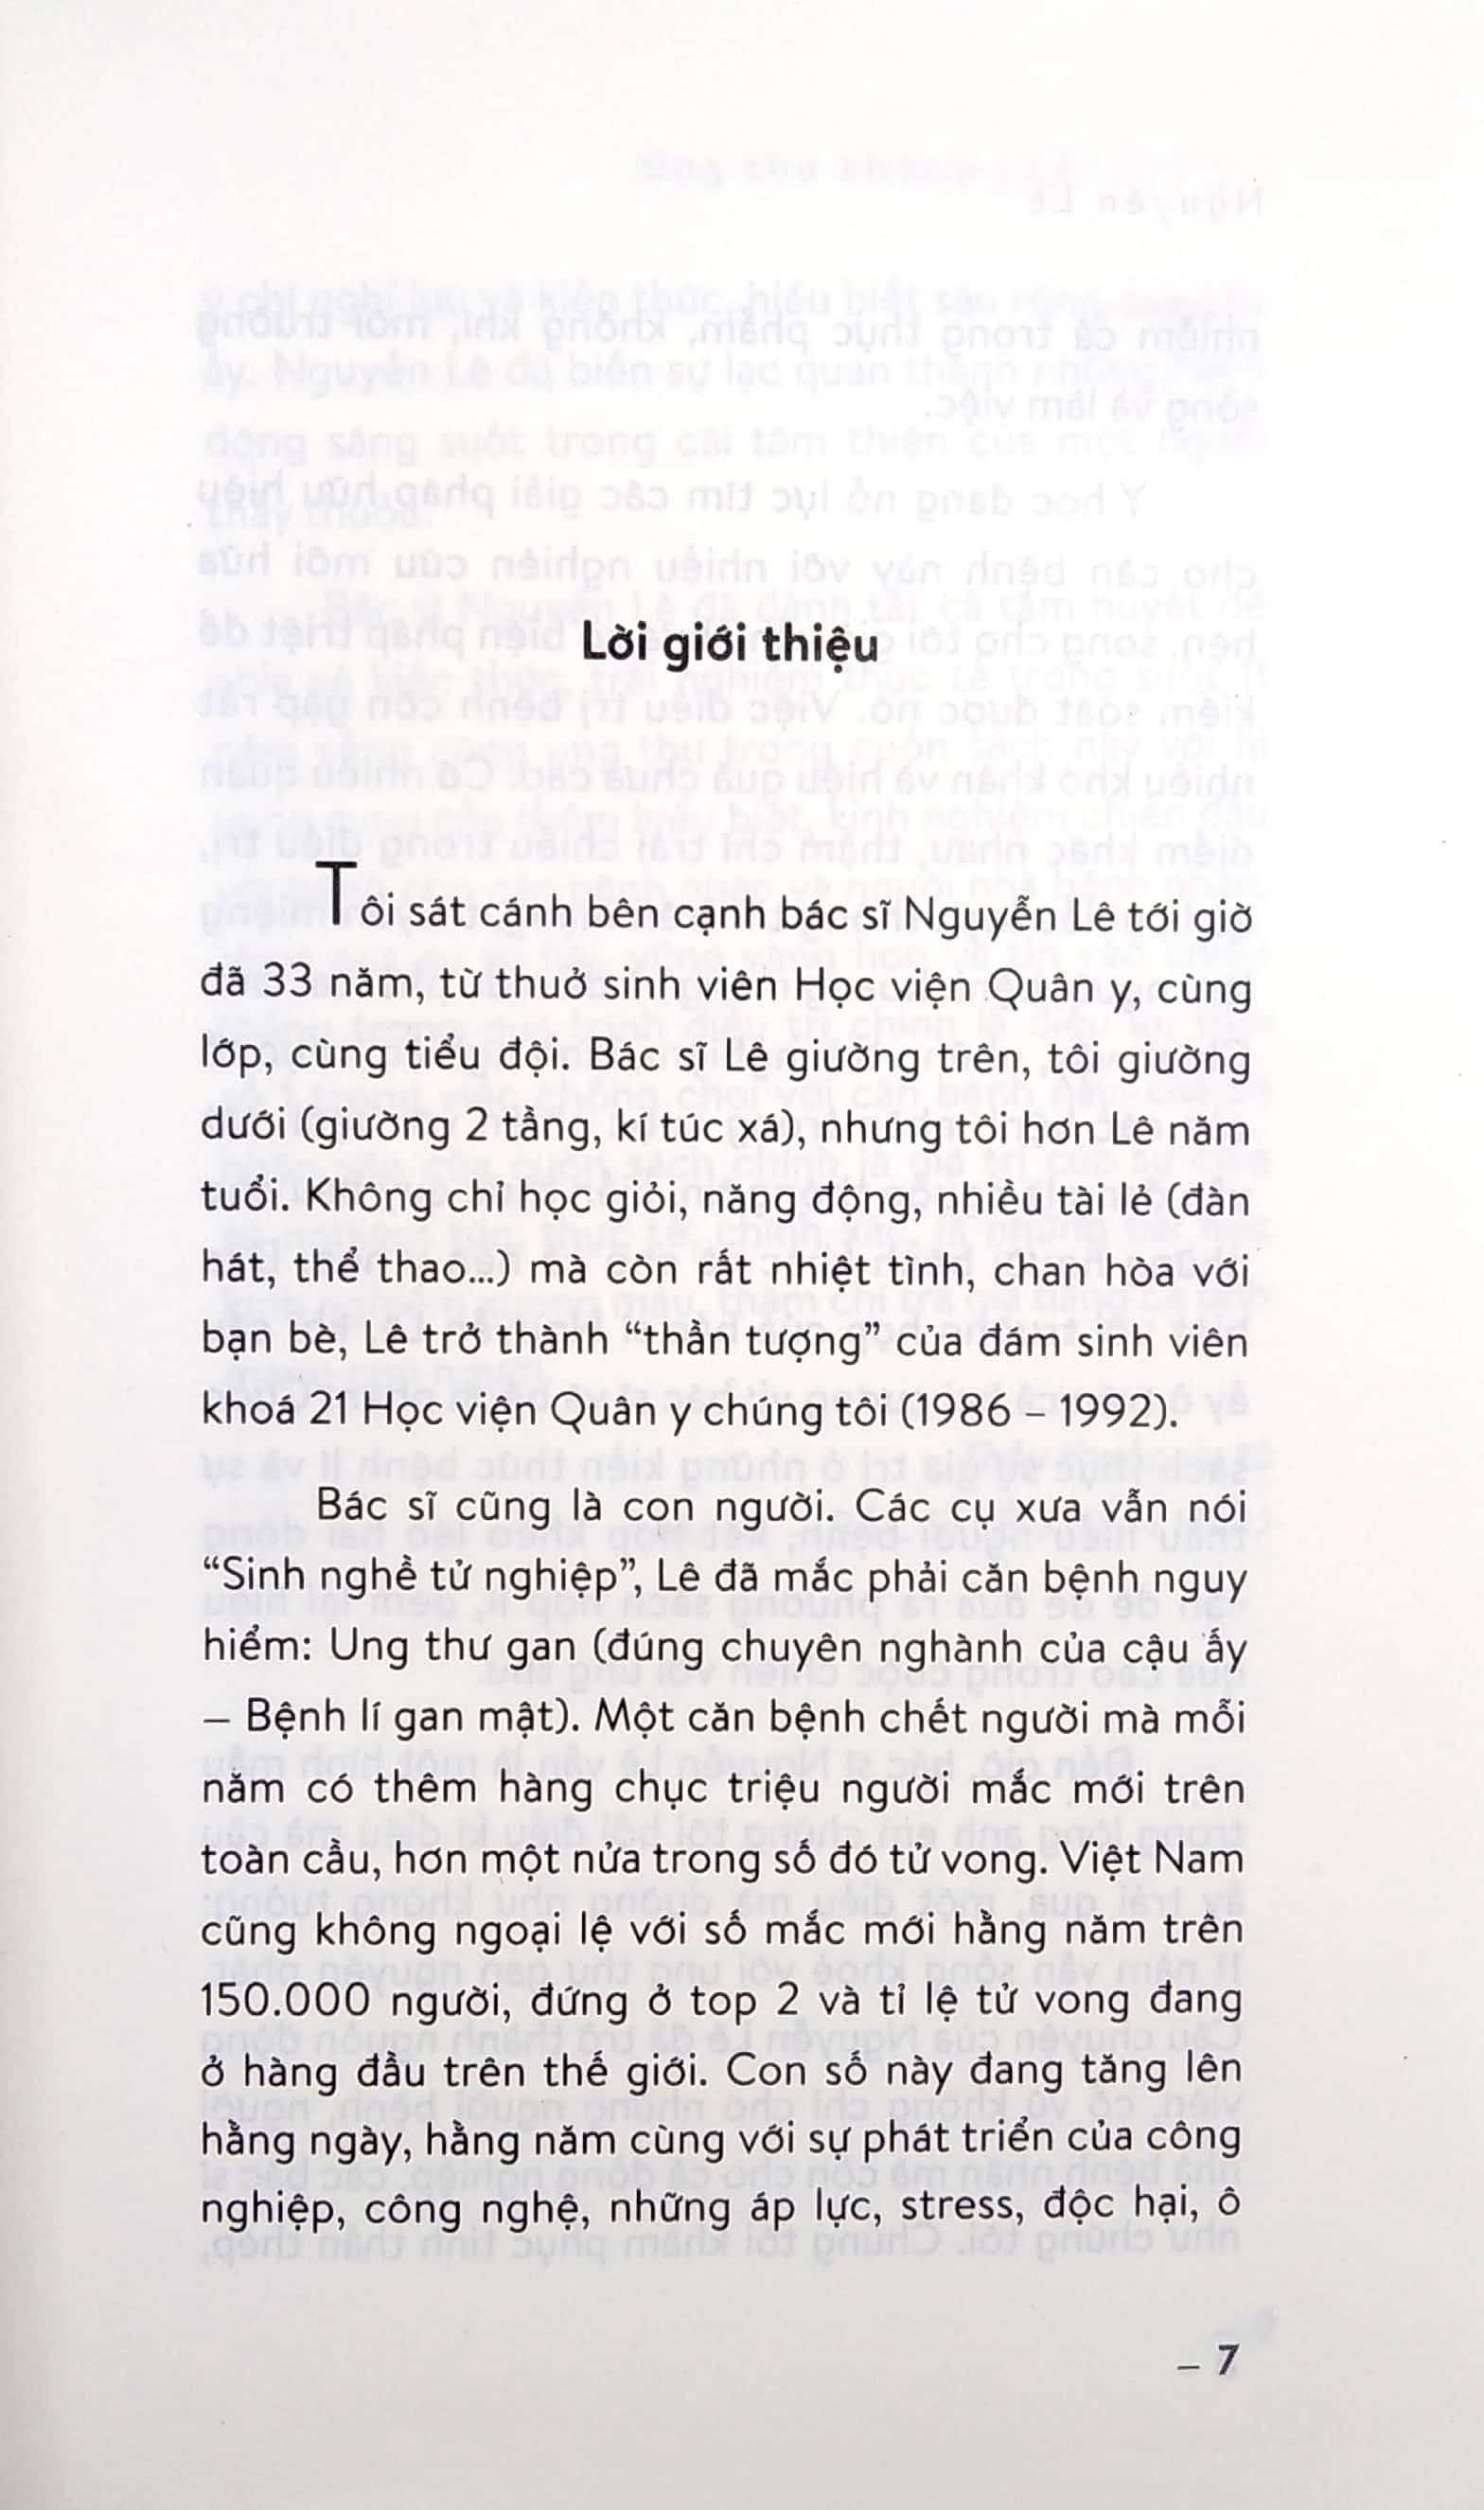 Lời giới thiệu
Tôi sát cánh bên cạnh bác sĩ Nguyễn Lê tới giờ
đã 33 năm, từ thuở sinh viên Học viện Quân y, cùng
lớp, cùng tiểu đội. Bác sĩ Lê giường trên, tôi giường
dưới (giường 2 tầng, kí túc xá), nhưng tôi hơn Lê năm
tuổi. Không chỉ học giỏi, năng động, nhiều tài lẻ (đàn
hát, thể thao...) mà còn rất nhiệt tình, chan hòa với
bạn bè, Lê trở thành “thần tượng” của đám sinh viên
khoá 21 Học viện Quân y chúng tôi (1986 – 1992).
Bác sĩ cũng là con người. Các cụ xưa vẫn nói
“Sinh nghề tử nghiệp”, Lê đã mắc phải căn bệnh nguy
hiểm: Ung thư gan (đúng chuyên nghành của cậu ấy
– Bệnh lí gan mật). Một căn bệnh chết người mà mỗi
năm có thêm hàng chục triệu người mắc mới trên
toàn cầu, hơn một nửa trong số đó tử vong. Việt Nam
cũng không ngoại lệ với số mắc mới hằng năm trên
150.000 người, đứng ở top 2 và tỉ lệ tử vong đang
ở hàng đầu trên thế giới. Con số này đang tăng lên
hằng ngày, hằng năm cùng với sự phát triển của công
nghiệp, công nghệ, những áp lực, stress, độc hại, ô
– 7